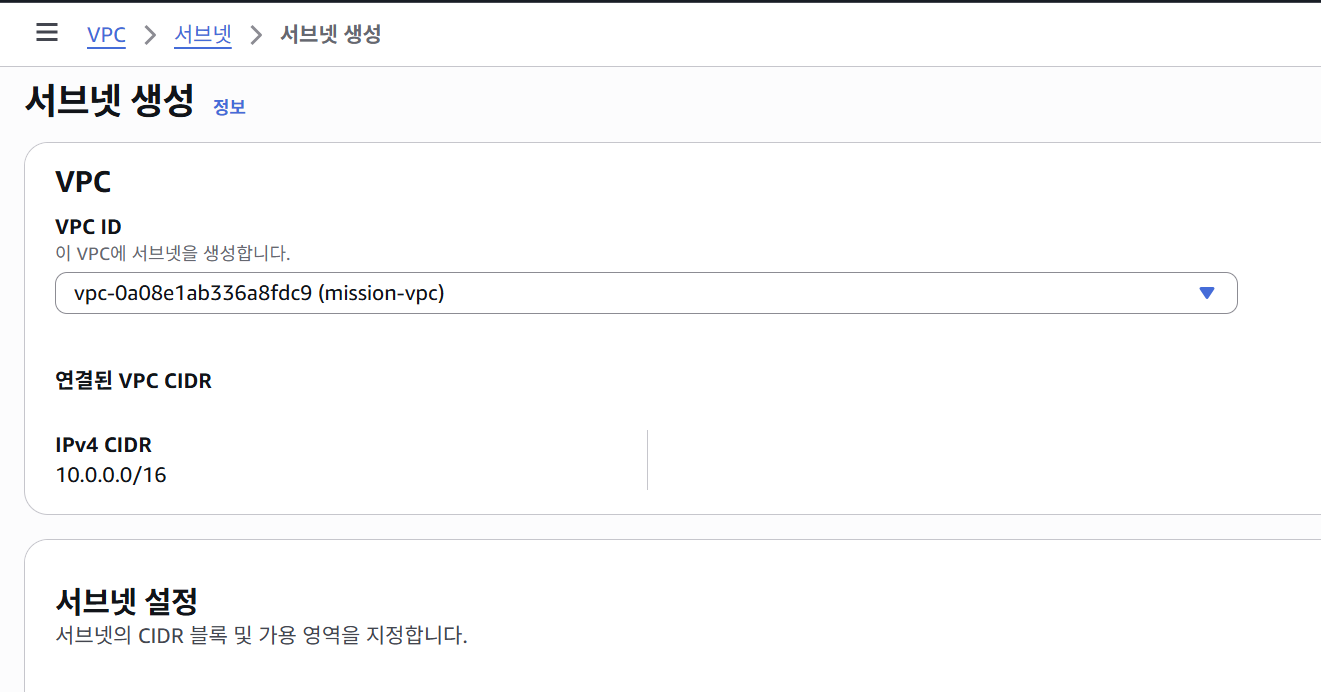 VPC > 서브넷 > 서브넷 생성
서브넷 생성 정보
VPC
VPC ID
이 VPC에 서브넷을 생성합니다.
vpc-0a08e1ab336a8fdc9 (mission-vpc)
연결된 VPC CIDR
IPv4 CIDR
10.0.0.0/16
서브넷 설정
서브넷의 CIDR 블록 및 가용 영역을 지정합니다.